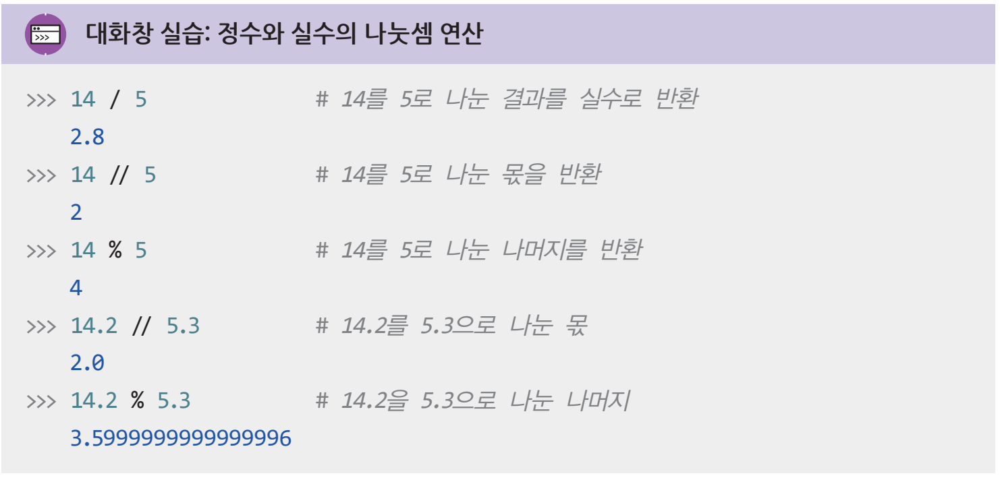 >>>
대화창 실습: 정수와 실수의 나눗셈 연산
>>> 14 / 5 # 14를 5로 나눈 결과를 실수로 반환
2.8
>>> 14 // 5 # 14를 5로 나눈 몫을 반환
2
>>> 14 % 5 # 14를 5로 나눈 나머지를 반환
4
>>> 14.2 // 5.3 # 14.2를 5.3으로 나눈 몫
2.0
>>> 14.2 % 5.3 # 14.2을 5.3으로 나눈 나머지
3.5999999999999996